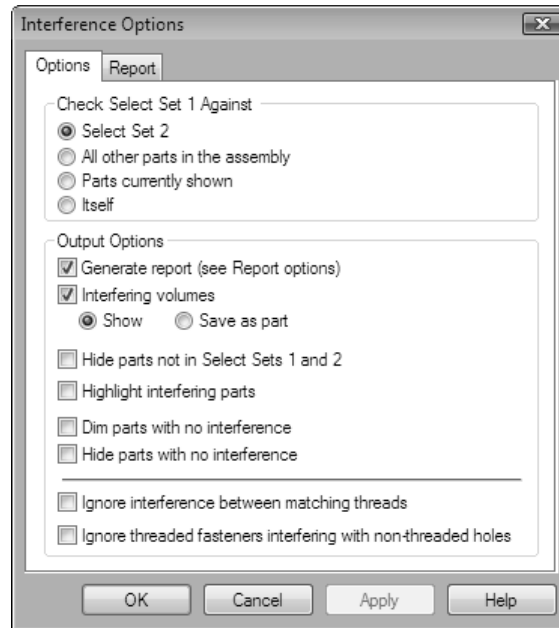 Interference Options
Options Report
Check Select Set 1 Against
Select Set 2
All other parts in the assembly
Parts currently shown
Itself
Output Options
Generate report (see Report options)
Interfering volumes
Show Save as part
Hide parts not in Select Sets 1 and 2
Highlight interfering parts
Dim parts with no interference
Hide parts with no interference
Ignore interference between matching threads
Ignore threaded fasteners interfering with non-threaded holes
OK Cancel Apply Help